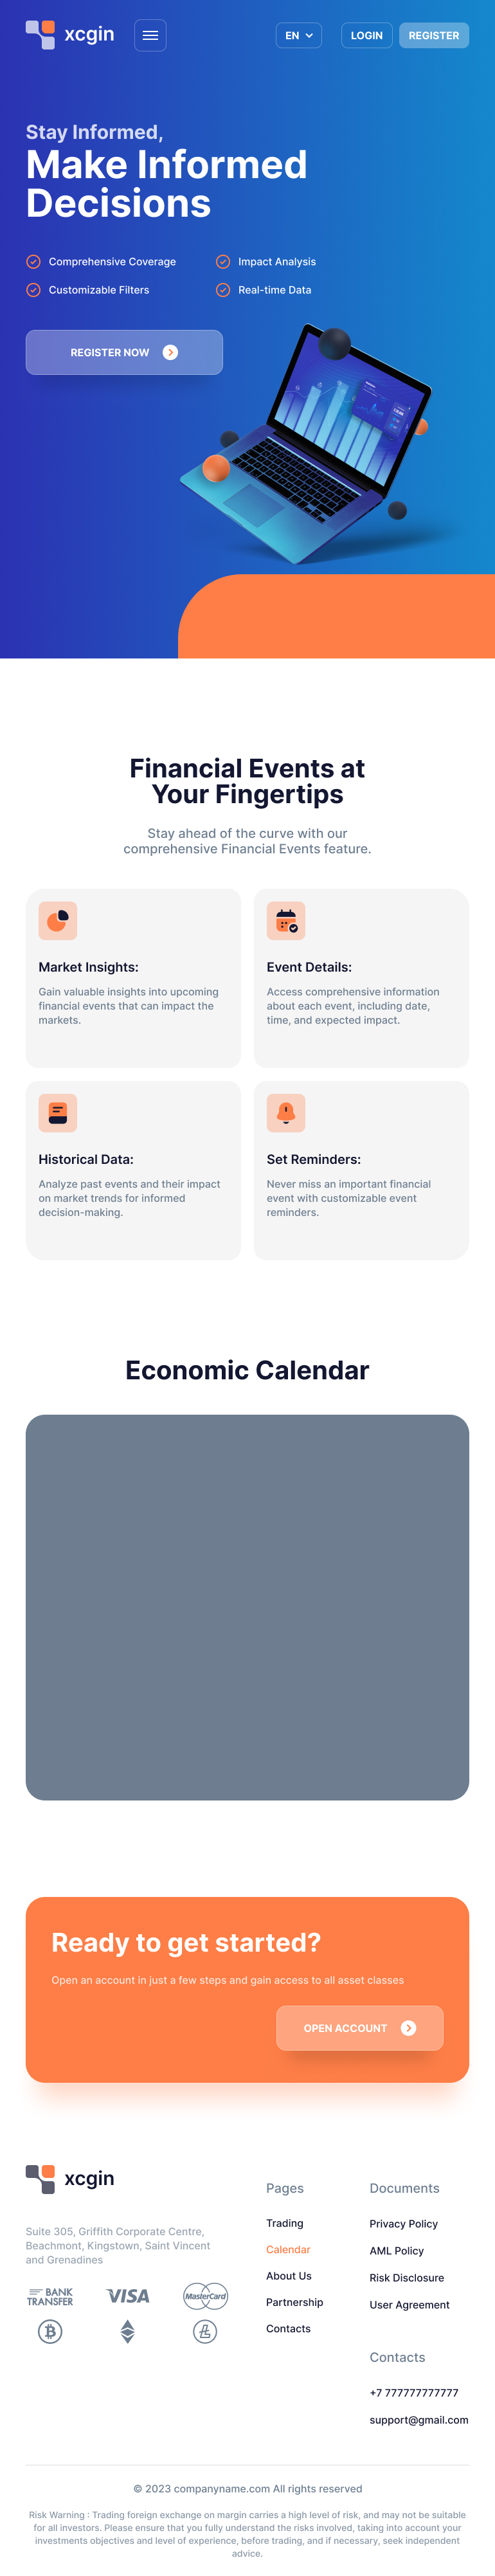 xcgin
EN
LOGIN
REGISTER
Stay Informed,
Make Informed
Decisions
Comprehensive Coverage
Impact Analysis
Customizable Filters
Real-time Data
REGISTER NOW
Financial Events at
Your Fingertips
Stay ahead of the curve with our
comprehensive Financial Events feature.
Market Insights:
Gain valuable insights into upcoming
financial events that can impact the
markets.
Event Details:
Access comprehensive information
about each event, including date,
time, and expected impact.
Historical Data:
Analyze past events and their impact
on market trends for informed
decision-making.
Set Reminders:
Never miss an important financial
event with customizable event
reminders.
Economic Calendar
Ready to get started?
Open an account in just a few steps and gain access to all asset classes
OPEN ACCOUNT
xcgin
Suite 305, Griffith Corporate Centre,
Beachmont, Kingstown, Saint Vincent
and Grenadines
BANK
TRANSFER
VISA
MasterCard
Pages
Trading
Calendar
About Us
Partnership
Contacts
Documents
Privacy Policy
AML Policy
Risk Disclosure
User Agreement
Contacts
+7 777777777777
support@gmail.com
© 2023 companyname.com All rights reserved
Risk Warning : Trading foreign exchange on margin carries a high level of risk, and may not be suitable
for all investors. Please ensure that you fully understand the risks involved, taking into account your
investments objectives and level of experience, before trading, and if necessary, seek independent
advice.